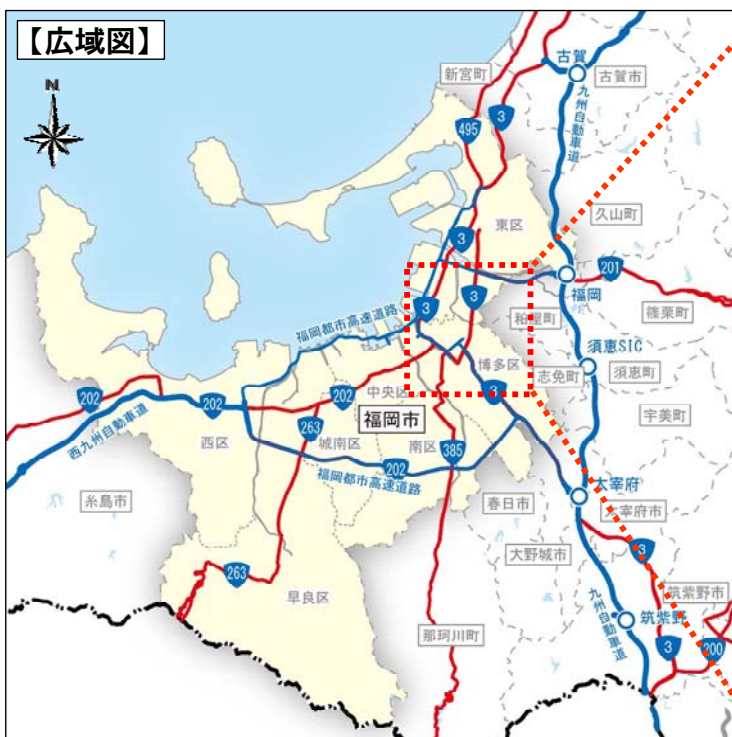 【広域図】
N
古賀
新宮町
古賀市
九州自動車道
3
495
久山町
東区
3
201
福岡
3
3
篠栗町
粕屋町
福岡都市高速道路
須恵SIC
博多区
志免町
須恵町
202
中央区
3
202
202
宇美町
西九州自動車道
263
福岡市
西区
城南区
南区
385
202
福岡都市高速道路
太宰府
糸島市
春日市
太宰府市
大野城市
3
263
早良区
筑紫野市
筑紫野
那珂川町
九州自動車道
3
200